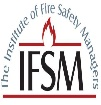 The Institute of Fire Safety Managers
IFSM